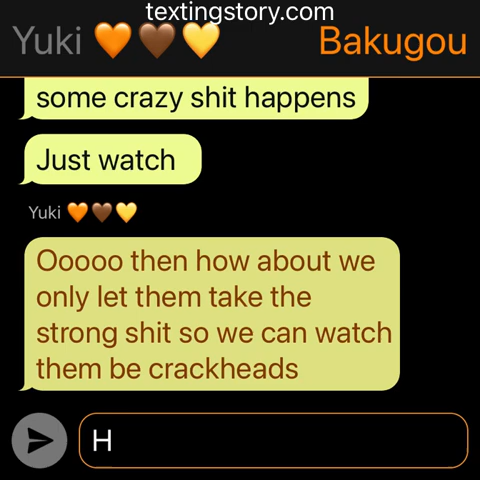 textingstory.com
Yuki 🧡🤎💛 Bakugou
some crazy shit happens
Just watch
Yuki 🧡🤎💛
Ooooo then how about we
only let them take the
strong shit so we can watch
them be crackheads
H